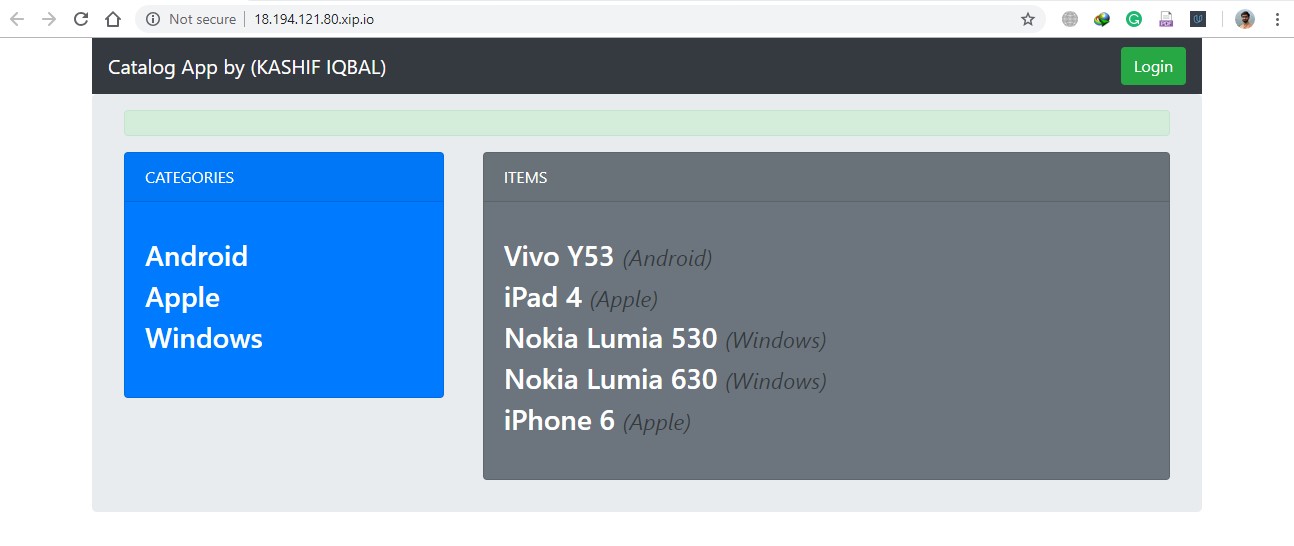 Not secure | 18.194.121.80.xip.io
Catalog App by (KASHIF IQBAL)
Login
CATEGORIES
Android
Apple
Windows
ITEMS
Vivo Y53 (Android)
iPad 4 (Apple)
Nokia Lumia 530 (Windows)
Nokia Lumia 630 (Windows)
iPhone 6 (Apple)